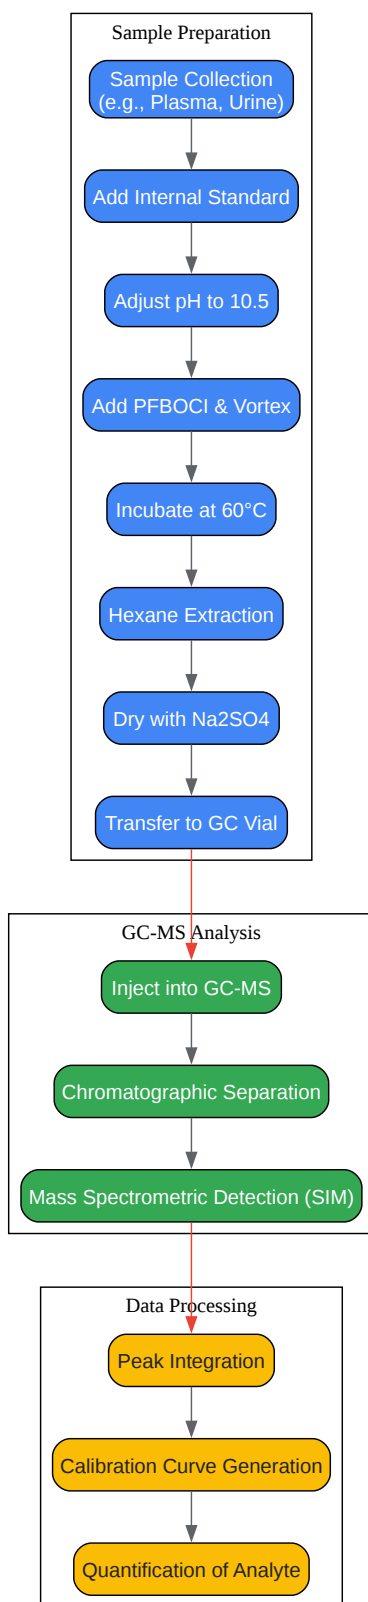 Sample Preparation
Sample Collection
(e.g., Plasma, Urine)
Add Internal Standard
Adjust pH to 10.5
Add PFBOCl & Vortex
Incubate at 60°C
Hexane Extraction
Dry with Na2SO4
Transfer to GC Vial
GC-MS Analysis
Inject into GC-MS
Chromatographic Separation
Mass Spectrometric Detection (SIM)
Data Processing
Peak Integration
Calibration Curve Generation
Quantification of Analyte